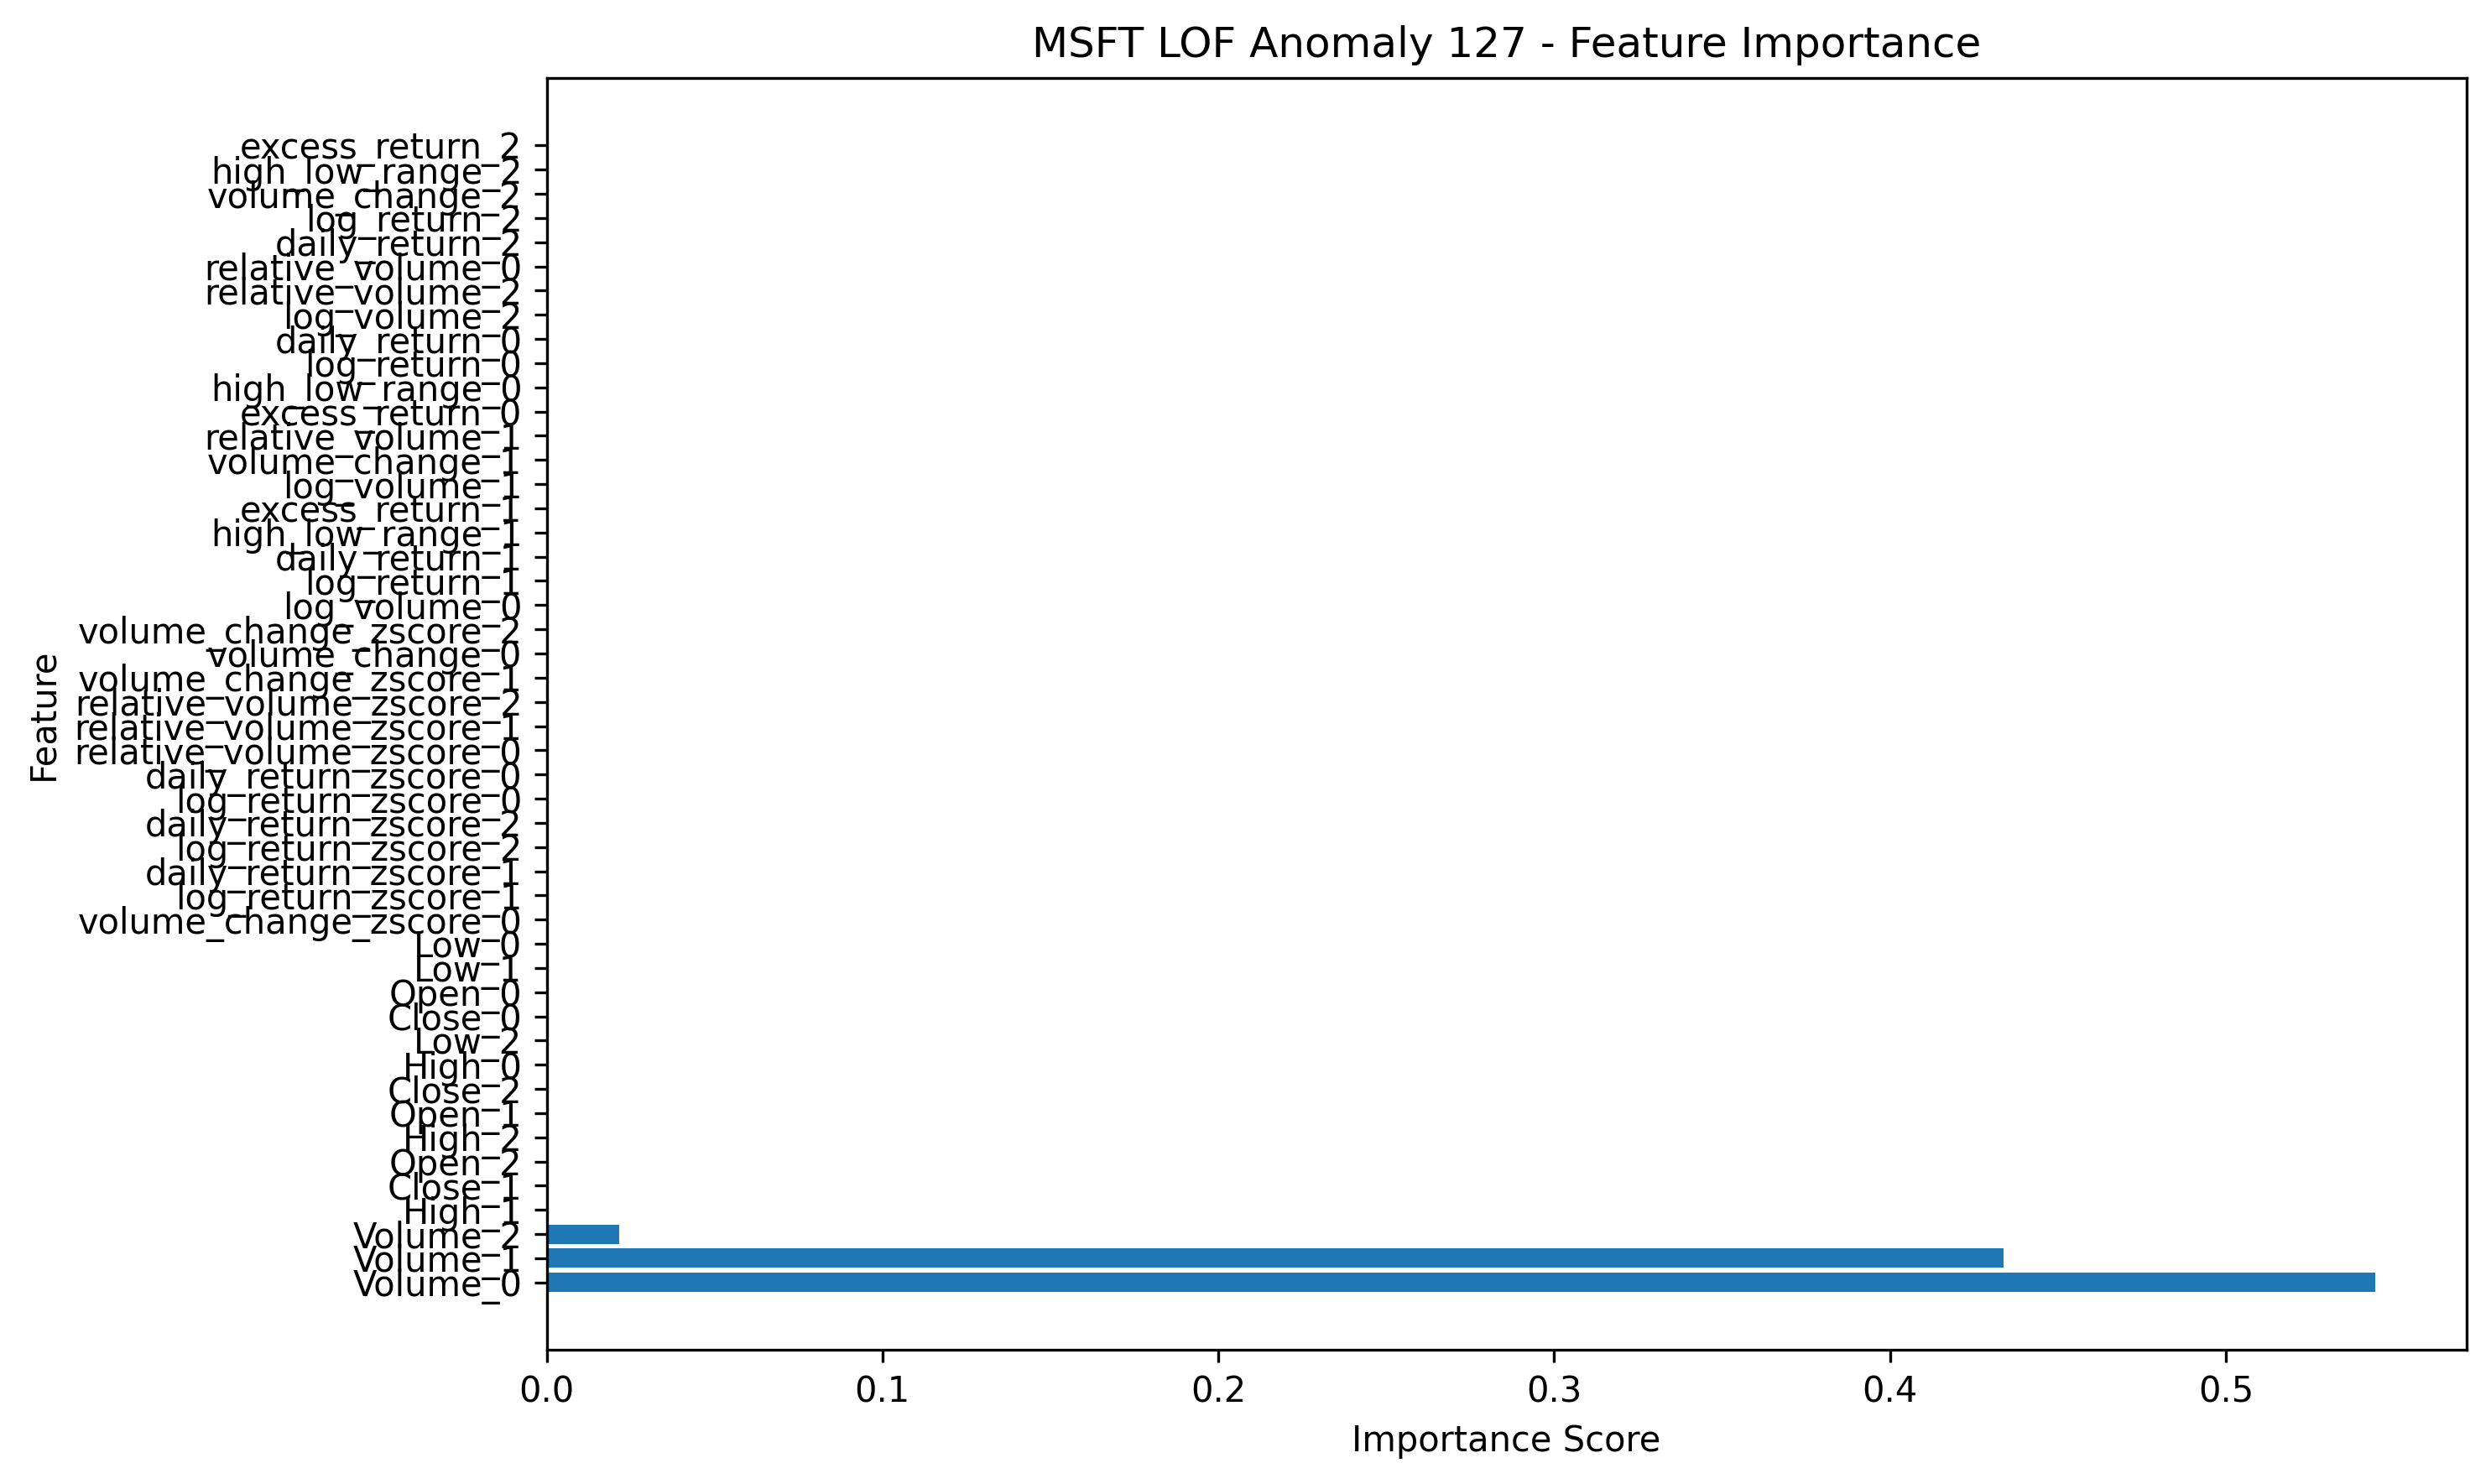 MSFT LOF Anomaly 127 - Feature Importance
excess_return_2
high_low_range_2
volume_change_2
log_return_2
daily_return_2
relative_volume_0
relative_volume_2
log_volume_2
daily_return_0
log_return_0
high_low_range_0
excess_return_0
relative_volume_1
volume_change_1
log_volume_1
excess_return_1
high_low_range_1
daily_return_1
log_return_1
log_volume_0
volume_change_zscore_2
volume_change_0
volume_change_zscore_1
relative_volume_zscore_2
relative_volume_zscore_1
relative_volume_zscore_0
daily_return_zscore_0
log_return_zscore_0
daily_return_zscore_2
log_return_zscore_2
daily_return_zscore_1
log_return_zscore_1
volume_change_zscore_0
Low_0
Low_1
Open_0
Close_0
Low_2
High_0
Close_2
Open_1
High_2
Open_2
Close_1
High_1
Volume_2
Volume_1
Volume_0
Feature
0.0 0.1 0.2 0.3 0.4 0.5
Importance Score